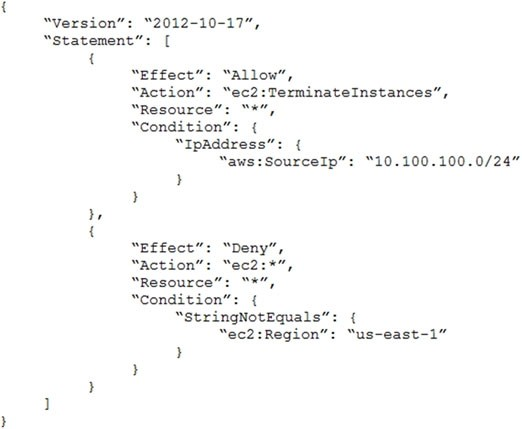 {
“Version”: “2012-10-17”,
“Statement”: [
{
“Effect”: “Allow”,
“Action”: “ec2:TerminateInstances”,
“Resource”: “*”,
“Condition”: {
“IpAddress”: {
“aws:SourceIp”: “10.100.100.0/24”
}
}
},
{
“Effect”: “Deny”,
“Action”: “ec2:*”,
“Resource”: “*”,
“Condition”: {
“StringNotEquals”: {
“ec2:Region”: “us-east-1”
}
}
}
]
}